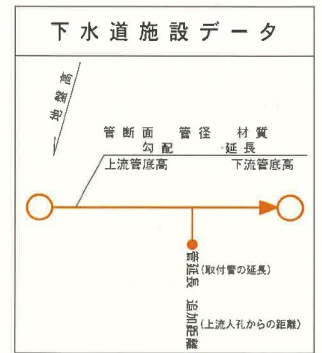 下水道施設データ
地盤高
管断面 管径 材質
勾配 延長
上流管底高 下流管底高
管延長 (取付管の延長)
追加距離 (上流人孔からの距離)